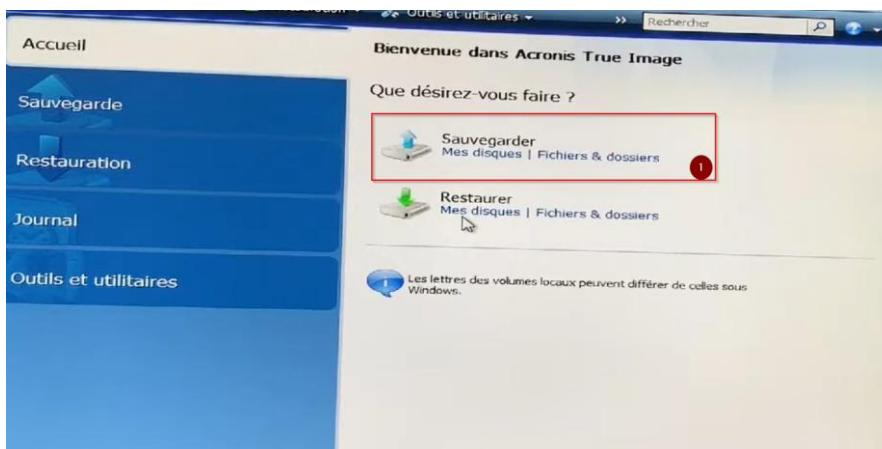 Outils et utilitaires
»
Rechercher
Accueil
Sauvegarde
Restauration
Journal
Outils et utilitaires
Bienvenue dans Acronis True Image
Que désirez-vous faire ?
Sauvegarder
Mes disques | Fichiers & dossiers
1
Restaurer
Mes disques | Fichiers & dossiers
Les lettres des volumes locaux peuvent différer de celles sous
Windows.